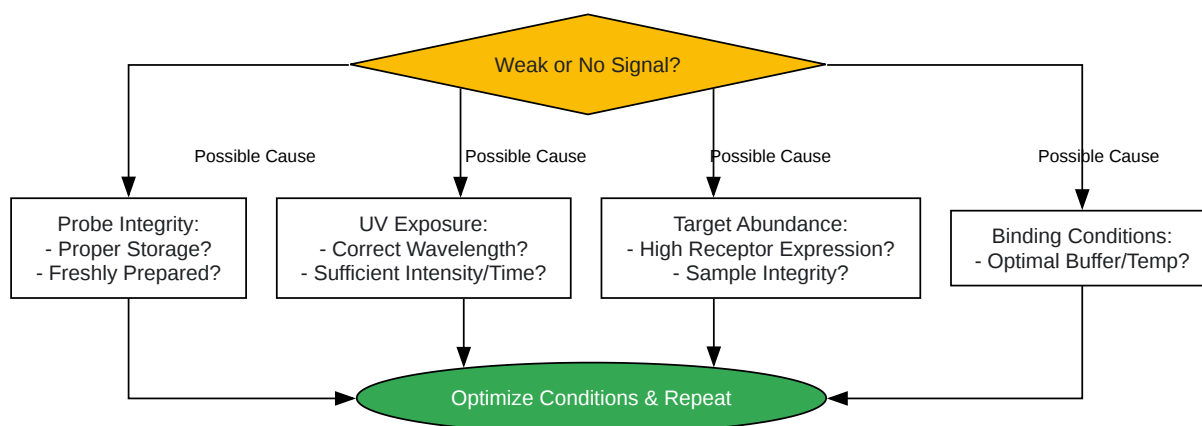 Weak or No Signal?
Possible Cause
Possible Cause
Possible Cause
Possible Cause
Probe Integrity:
- Proper Storage?
- Freshly Prepared?
UV Exposure:
- Correct Wavelength?
- Sufficient Intensity/Time?
Target Abundance:
- High Receptor Expression?
- Sample Integrity?
Binding Conditions:
- Optimal Buffer/Temp?
Optimize Conditions & Repeat